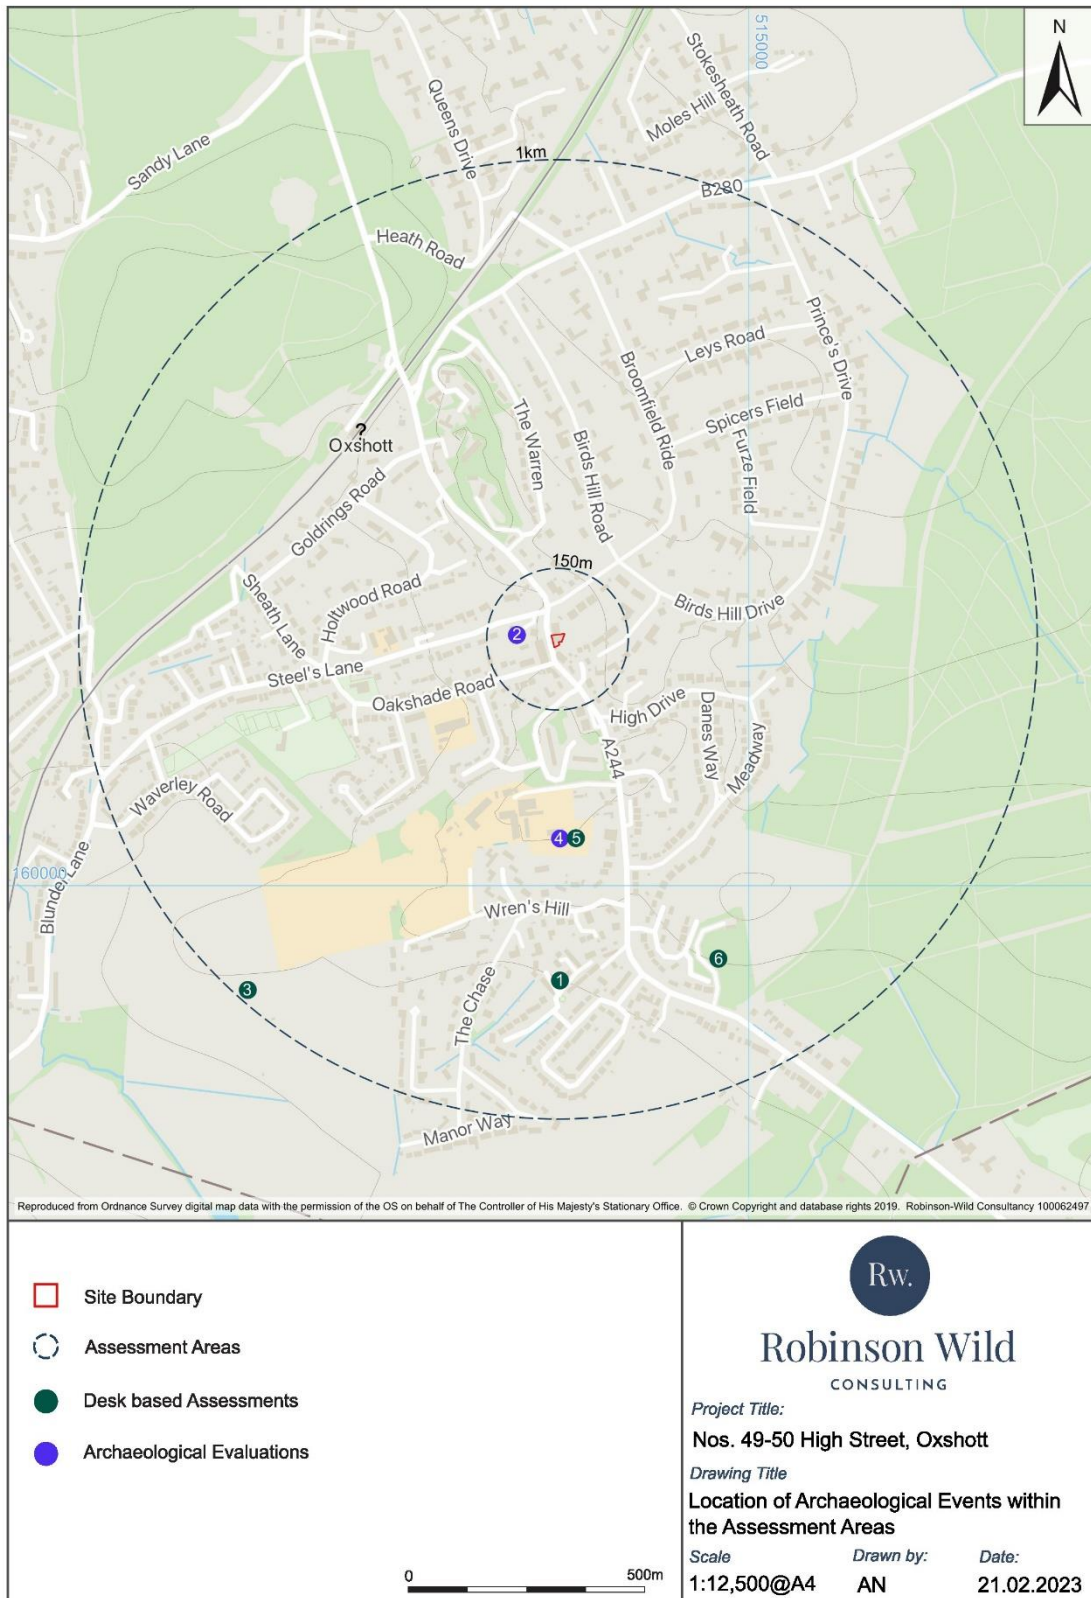 N
515000
Stokesheath Road
Moles Hill
Queens Drive
Sandy Lane
1km
B280
Heath Road
Prince's Drive
Leys Road
Broomfield Ride
Spicers Field
Furze Field
The Warren
Birds Hill Road
?
Oxshott
Goldrings Road
150m
Holtwood Road
Sheath Lane
Birds Hill Drive
2
Steel's Lane
Oakshade Road
High Drive
Danes Way
A244
Meadway
Waverley Road
4
5
160000
Blundel Lane
Wren's Hill
6
1
3
The Chase
Manor Way
Reproduced from Ordnance Survey digital map data with the permission of the OS on behalf of The Controller of His Majesty's Stationary Office. © Crown Copyright and database rights 2019. Robinson-Wild Consultancy 100062497
Site Boundary
Assessment Areas
Desk based Assessments
Archaeological Evaluations
0
500m
Rw.
Robinson Wild
CONSULTING
Project Title:
Nos. 49-50 High Street, Oxshott
Drawing Title
Location of Archaeological Events within
the Assessment Areas
Scale
Drawn by:
Date:
1:12,500@A4
AN
21.02.2023